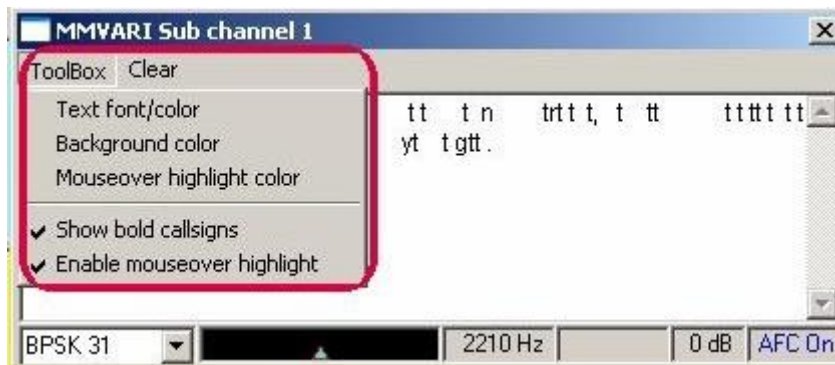 MMVARI Sub channel 1
ToolBox Clear
Text font/color
Background color
Mouseover highlight color
Show bold callsigns
Enable mouseover highlight
tt t n trtt t, t tt ttttt tt
yt t gtt.
BPSK 31 2210 Hz 0 dB AFC On